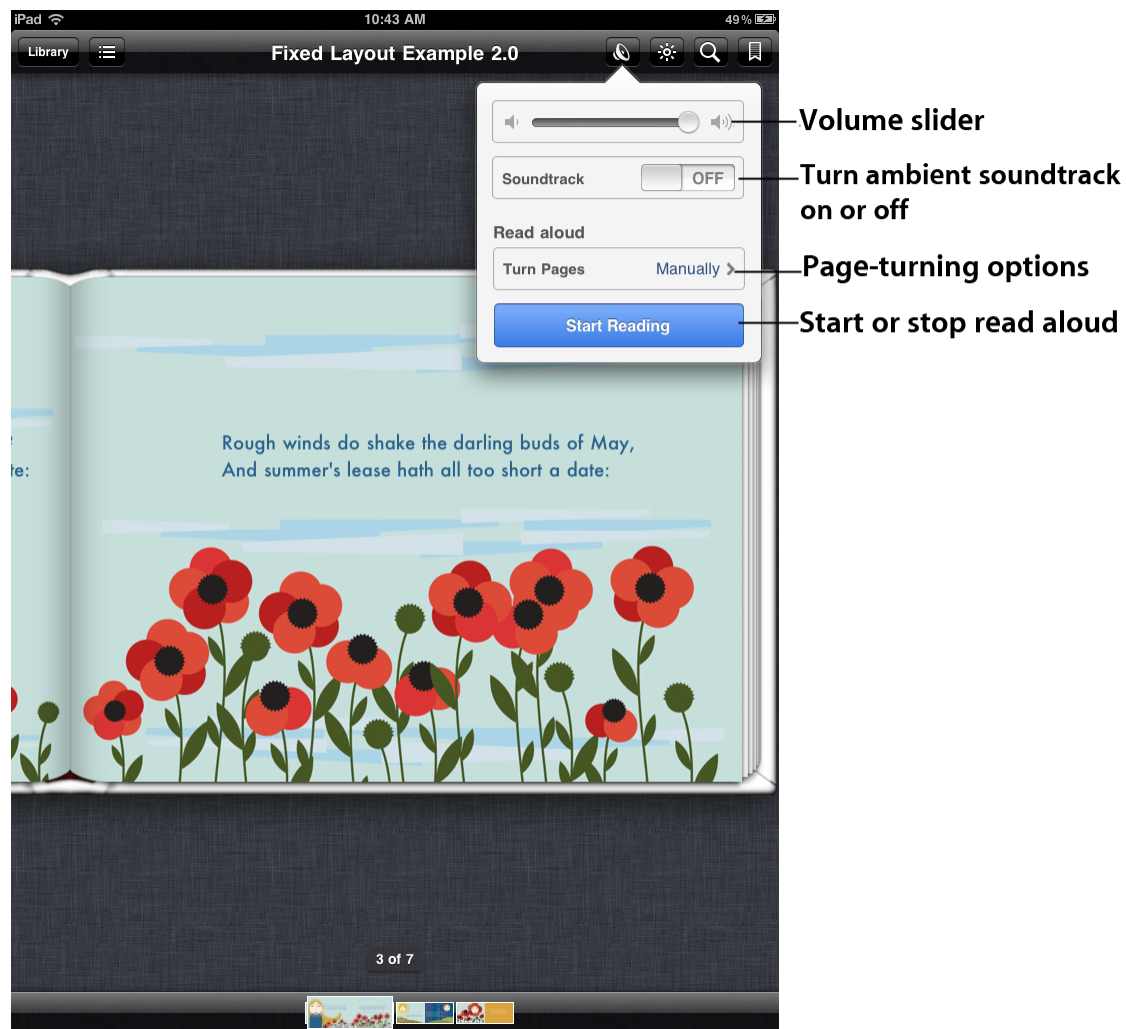 iPad 10:43 AM 49%
Library Fixed Layout Example 2.0
Volume slider
Soundtrack OFF
Turn ambient soundtrack
on or off
Read aloud
Turn Pages Manually
Page-turning options
Start Reading
Start or stop read aloud
Rough winds do shake the darling buds of May,
And summer's lease hath all too short a date:
te:
3 of 7